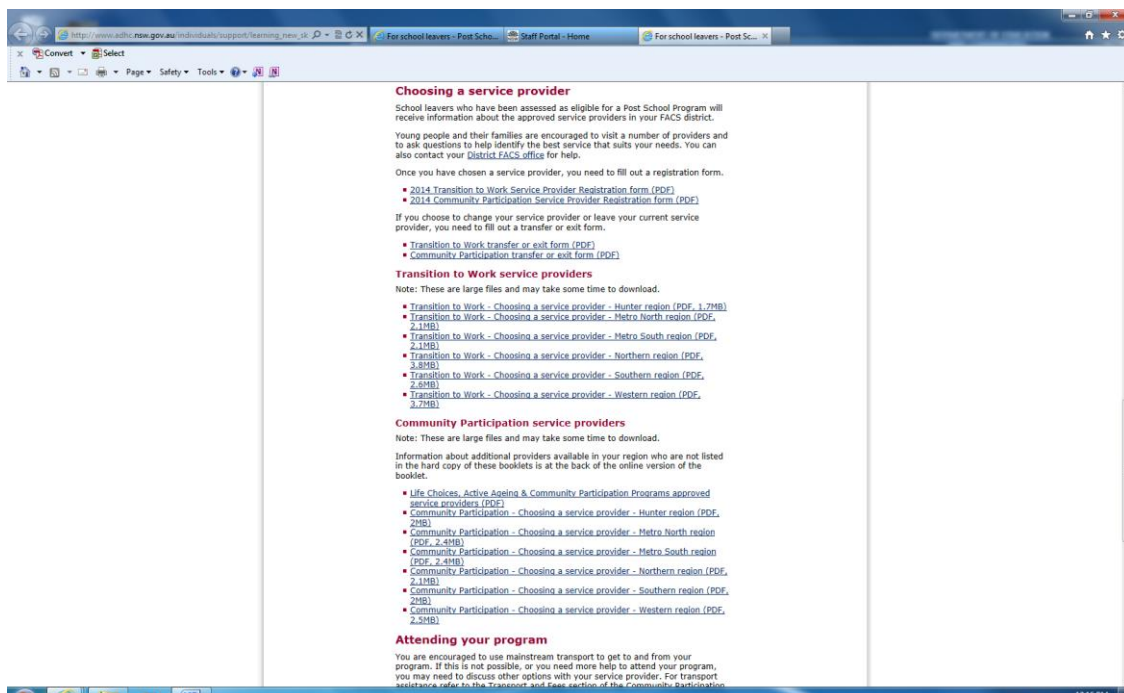 http://www.adhc.nsw.gov.au/individuals/support/learning_new_sk
For school leavers - Post Scho...
Staff Portal - Home
For school leavers - Post Sc...
x Convert Select
Page Safety Tools
Choosing a service provider
School leavers who have been assessed as eligible for a Post School Program will
receive information about the approved service providers in your FACS district.
Young people and their families are encouraged to visit a number of providers and
to ask questions to help identify the best service that suits your needs. You can
also contact your District FACS office for help.
Once you have chosen a service provider, you need to fill out a registration form.
2014 Transition to Work Service Provider Registration form (PDF)
2014 Community Participation Service Provider Registration form (PDF)
If you choose to change your service provider or leave your current service
provider, you need to fill out a transfer or exit form.
Transition to Work transfer or exit form (PDF)
Community Participation transfer or exit form (PDF)
Transition to Work service providers
Note: These are large files and may take some time to download.
Transition to Work - Choosing a service provider - Hunter region (PDF, 1.7MB)
Transition to Work - Choosing a service provider - Metro North region (PDF,
2.1MB)
Transition to Work - Choosing a service provider - Metro South region (PDF,
2.1MB)
Transition to Work - Choosing a service provider - Northern region (PDF,
3.8MB)
Transition to Work - Choosing a service provider - Southern region (PDF,
2.6MB)
Transition to Work - Choosing a service provider - Western region (PDF,
3.7MB)
Community Participation service providers
Note: These are large files and may take some time to download.
Information about additional providers available in your region who are not listed
in the hard copy of these booklets is at the back of the online version of the
booklet.
Life Choices, Active Ageing & Community Participation Programs approved
service providers (PDF)
Community Participation - Choosing a service provider - Hunter region (PDF,
2MB)
Community Participation - Choosing a service provider - Metro North region
(PDF, 2.4MB)
Community Participation - Choosing a service provider - Metro South region
(PDF, 2.4MB)
Community Participation - Choosing a service provider - Northern region (PDF,
2.1MB)
Community Participation - Choosing a service provider - Southern region (PDF,
2MB)
Community Participation - Choosing a service provider - Western region (PDF,
2.5MB)
Attending your program
You are encouraged to use mainstream transport to get to and from your
program. If this is not possible, or you need more help to attend your program,
you may need to discuss other options with your service provider. For transport
assistance refer to the Transport and Fees section of the Community Participation